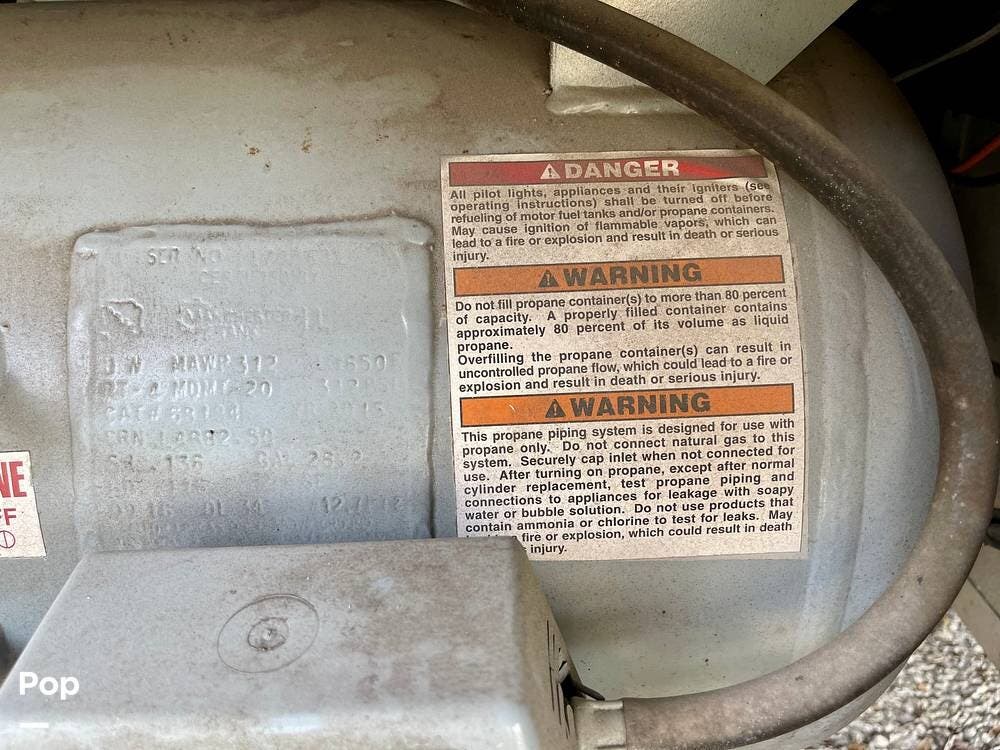 SER NO
U W MAWP 312 650
MDMT-20
CAT# 68104
NE
FF
DANGER
All pilot lights, appliances and their igniters (see
operating instructions) shall be turned off before
refueling of motor fuel tanks and/or propane containers.
May cause ignition of flammable vapors, which can
lead to a fire or explosion and result in death or serious
injury.
WARNING
Do not fill propane container(s) to more than 80 percent
of capacity. A properly filled container contains
approximately 80 percent of its volume as liquid
propane.
Overfilling the propane container(s) can result in
uncontrolled propane flow, which could lead to a fire or
explosion and result in death or serious injury.
WARNING
This propane piping system is designed for use with
propane only. Do not connect natural gas to this
system. Securely cap inlet when not connected for
use. After turning on propane, except after normal
cylinder replacement, test propane piping and
connections to appliances for leakage with soapy
water or bubble solution. Do not use products that
contain ammonia or chlorine to test for leaks. May
fire or explosion, which could result in death
injury.
Pop